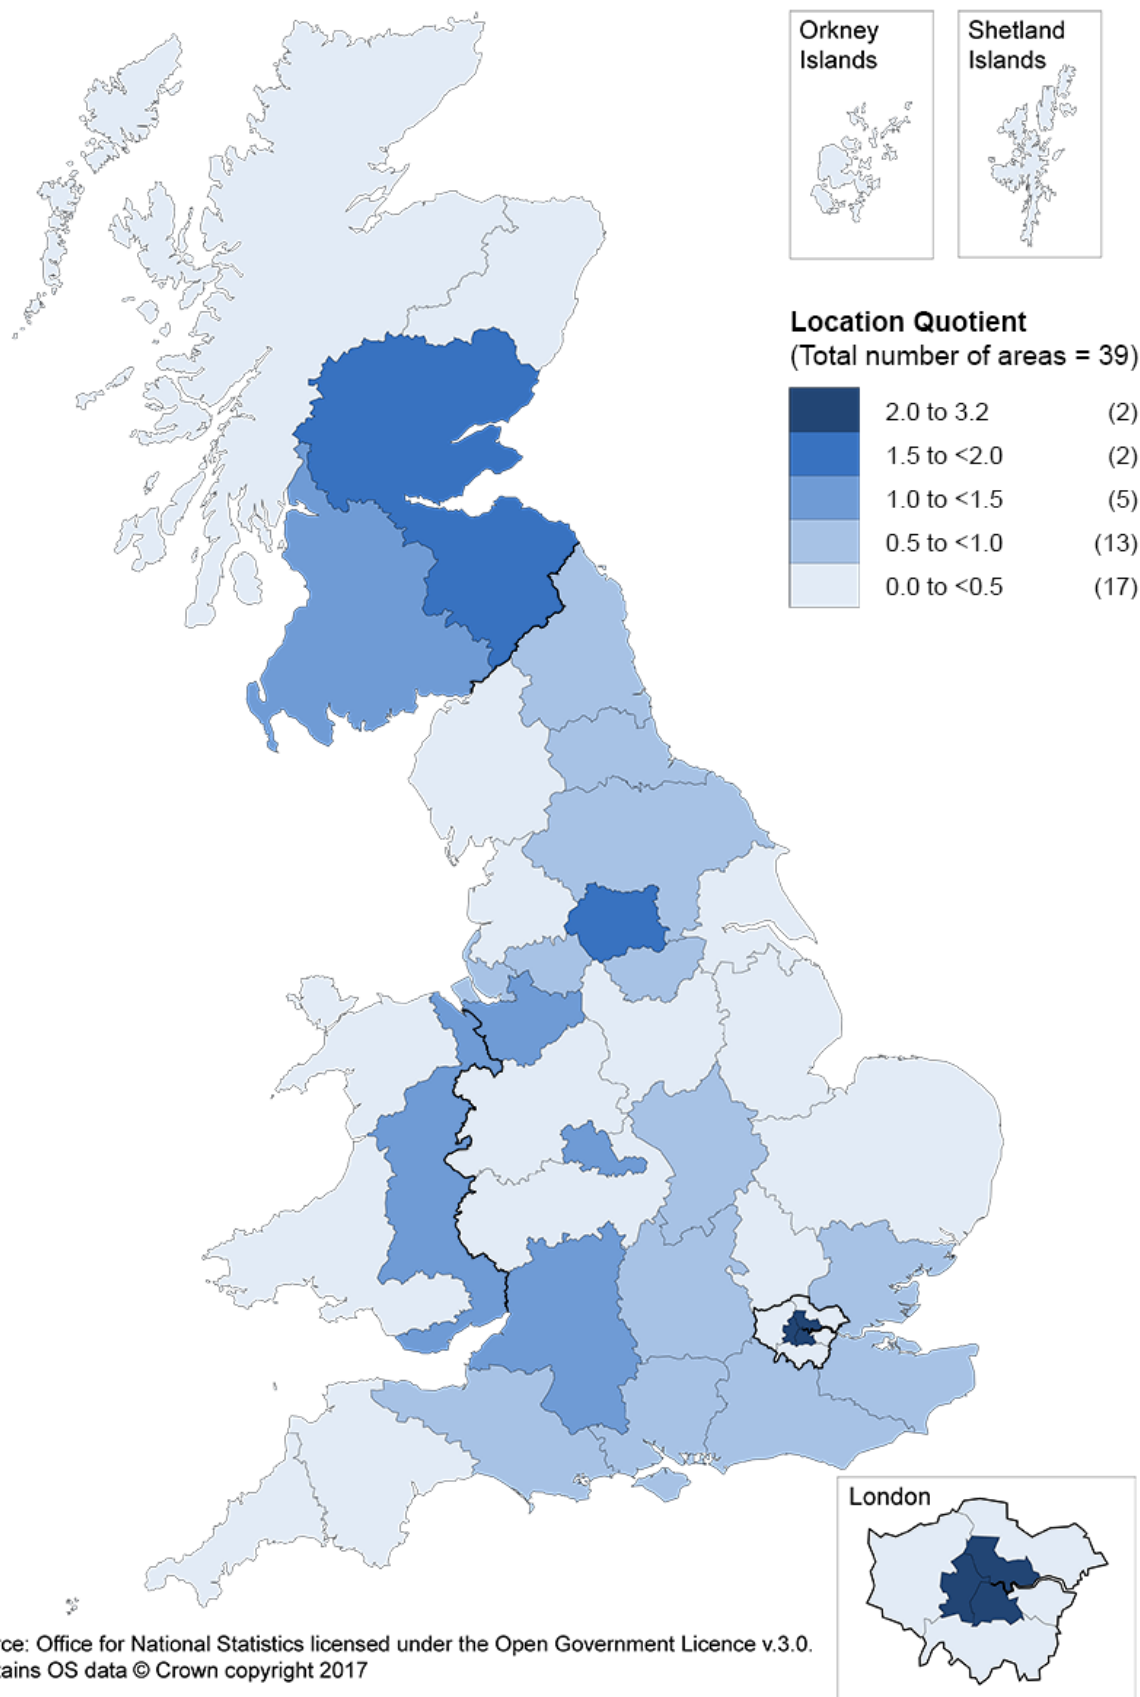 Orkney
Islands
Shetland
Islands
Location Quotient
(Total number of areas = 39)
2.0 to 3.2 (2)
1.5 to <2.0 (2)
1.0 to <1.5 (5)
0.5 to <1.0 (13)
0.0 to <0.5 (17)
London
rce: Office for National Statistics licensed under the Open Government Licence v.3.0.
tains OS data © Crown copyright 2017